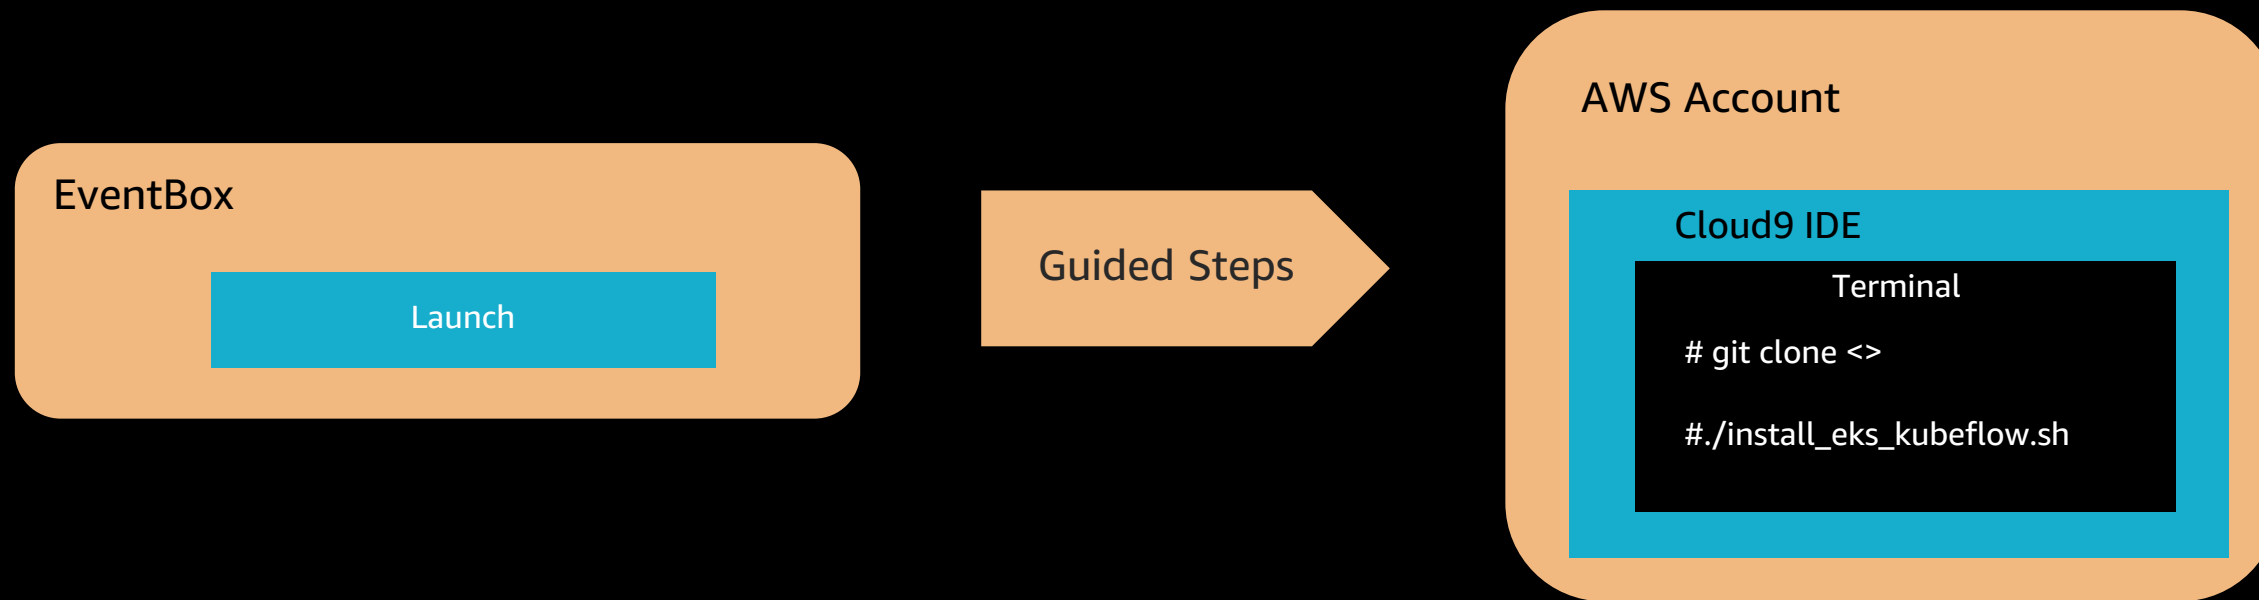 EventBox
Launch
Guided Steps
AWS Account
Cloud9 IDE
Terminal
# git clone <>
#./install_eks_kubeflow.sh